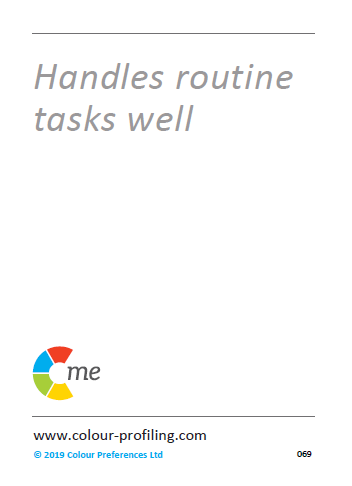 Handles routine
tasks well
me
www.colour-profiling.com
© 2019 Colour Preferences Ltd
069